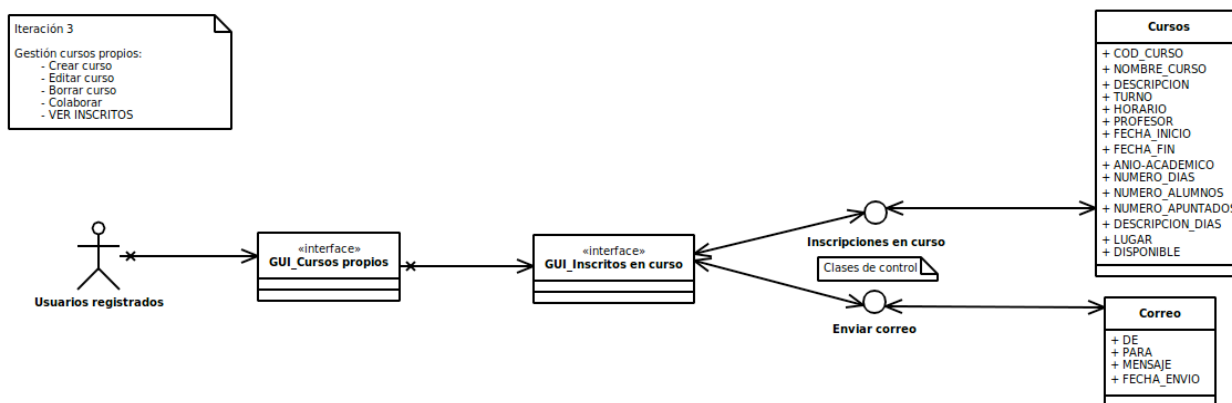 Iteración 3
Gestión cursos propios:
- Crear curso
- Editar curso
- Borrar curso
- Colaborar
- VER INSCRITOS
Usuarios registrados
«interface»
GUI_Cursos propios
«interface»
GUI_Inscritos en curso
Inscripciones en curso
Clases de control
Enviar correo
Cursos
+ COD_CURSO
+ NOMBRE_CURSO
+ DESCRIPCION
+ TURNO
+ HORARIO
+ PROFESOR
+ FECHA_INICIO
+ FECHA_FIN
+ ANIO-ACADEMICO
+ NUMERO_DIAS
+ NUMERO_ALUMNOS
+ NUMERO_APUNTADOS
+ DESCRIPCION_DIAS
+ LUGAR
+ DISPONIBLE
Correo
+ DE
+ PARA
+ MENSAJE
+ FECHA_ENVIO